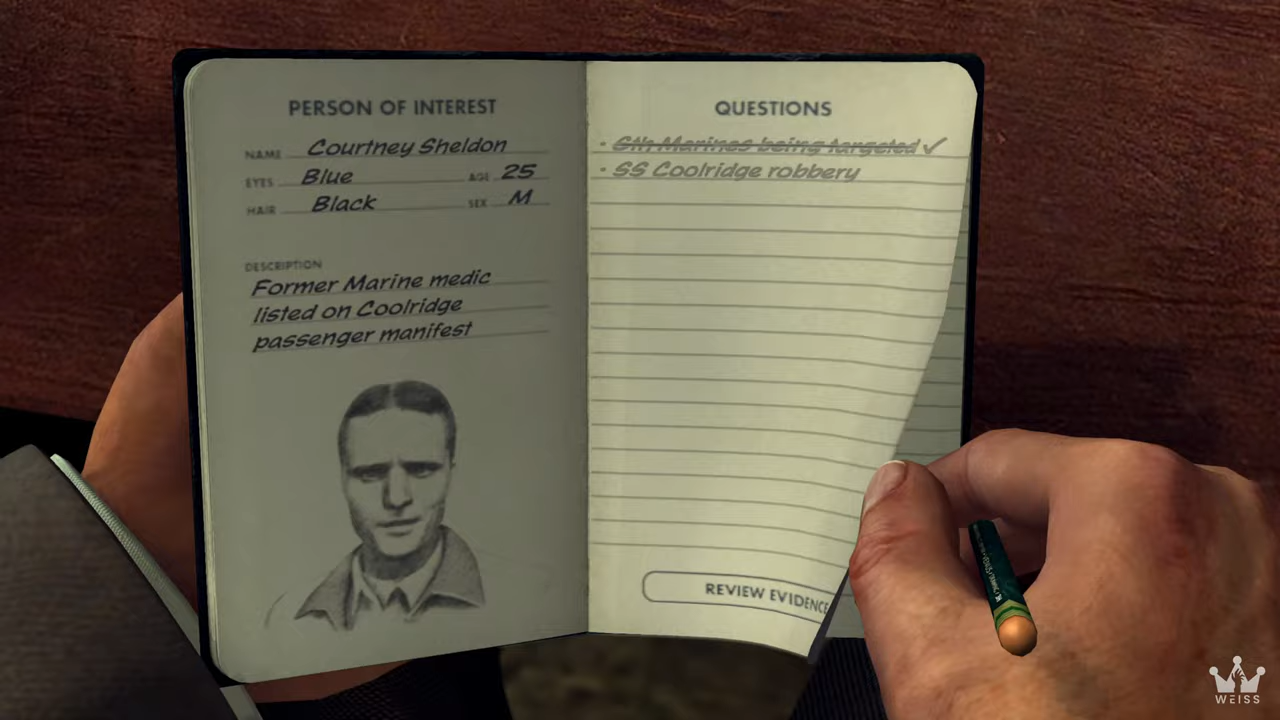 PERSON OF INTEREST
NAME Courtney Sheldon
EYES Blue AGE 25
HAIR Black SEX M
DESCRIPTION
Former Marine medic
listed on Coolridge
passenger manifest
QUESTIONS
• 6th Marines being targeted ✓
• SS Coolridge robbery
REVIEW EVIDENCE
WEISS